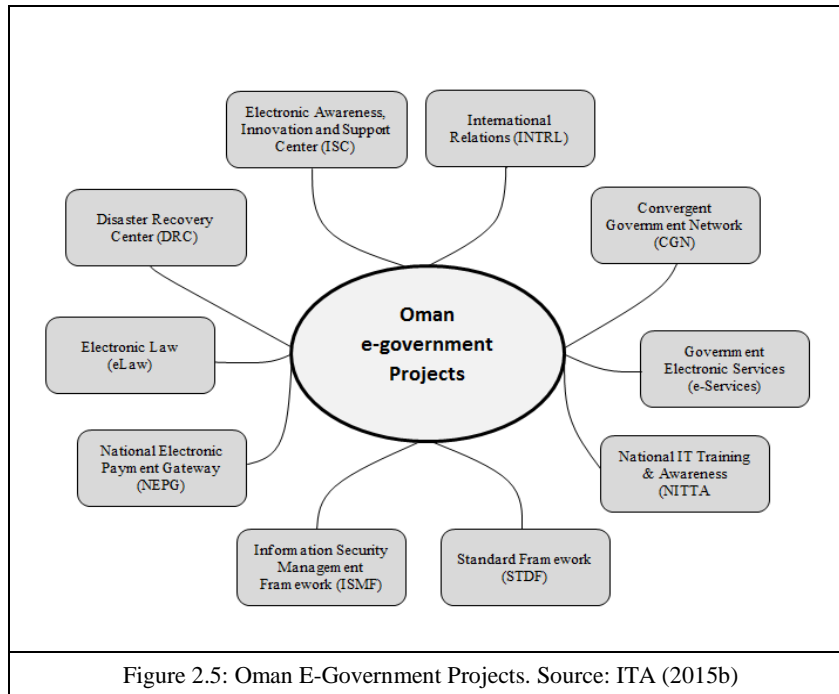 Electronic Awareness,
Innovation and Support
Center (ISC)
International
Relations (INTRL)
Disaster Recovery
Center (DRC)
Convergent
Government Network
(CGN)
Oman
e-government
Projects
Electronic Law
(eLaw)
Government
Electronic Services
(e-Services)
National Electronic
Payment Gateway
(NEPG)
National IT Training
& Awareness
(NITTA
Information Security
Management
Framework (ISMF)
Standard Framework
(STDF)
Figure 2.5: Oman E-Government Projects. Source: ITA (2015b)